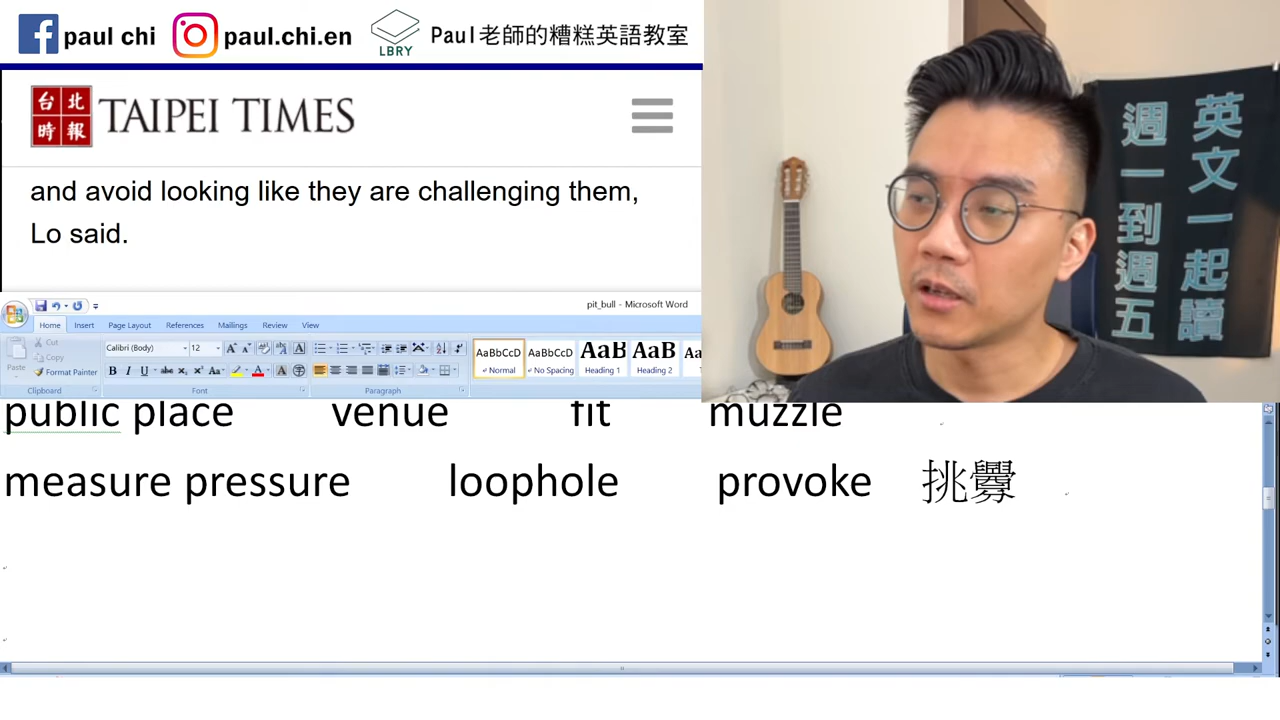 paul chi
paul.chi.en
LBRY
Paul老師的糟糕英語教室
台北時報
TAIPEI TIMES
and avoid looking like they are challenging them,
Lo said.
英文一起讀
週一到週五
pit_bull - Microsoft Word
Home Insert Page Layout References Mailings Review View
Paste
Cut
Copy
Format Painter
Clipboard
Calibri (Body) 12
Font
Paragraph
AaBbCcD AaBbCcD AaB AaB
Normal No Spacing Heading 1 Heading 2
public place venue fit muzzle
measure pressure loophole provoke 挑釁